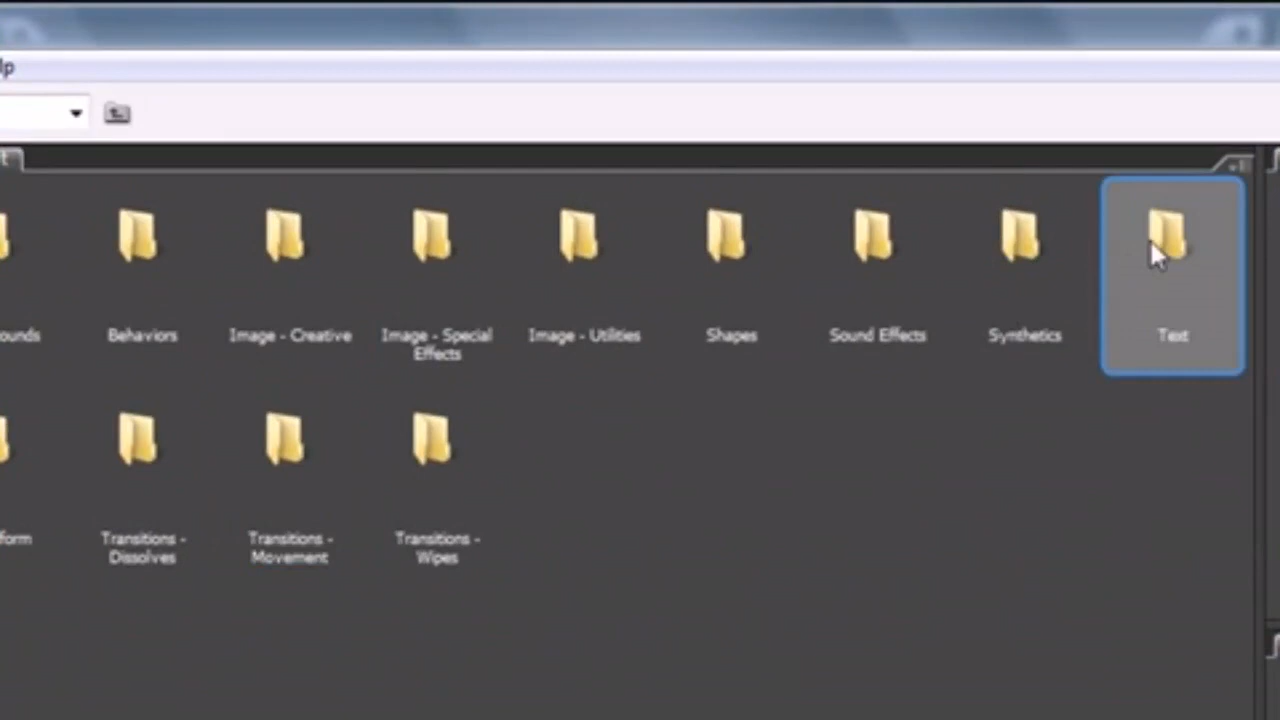 lp
t
ounds
Behaviors
Image - Creative
Image - Special
Effects
Image - Utilities
Shapes
Sound Effects
Synthetics
Text
form
Transitions -
Dissolves
Transitions -
Movement
Transitions -
Wipes